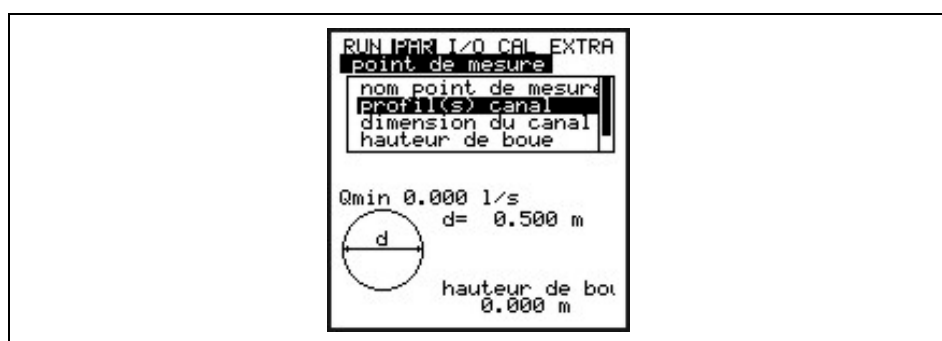 RUN PAR I/O CAL EXTRA
point de mesure
nom point de mesure
profil(s) canal
dimension du canal
hauteur de boue
Qmin 0.000 l/s
d= 0.500 m
d
hauteur de bou
0.000 m